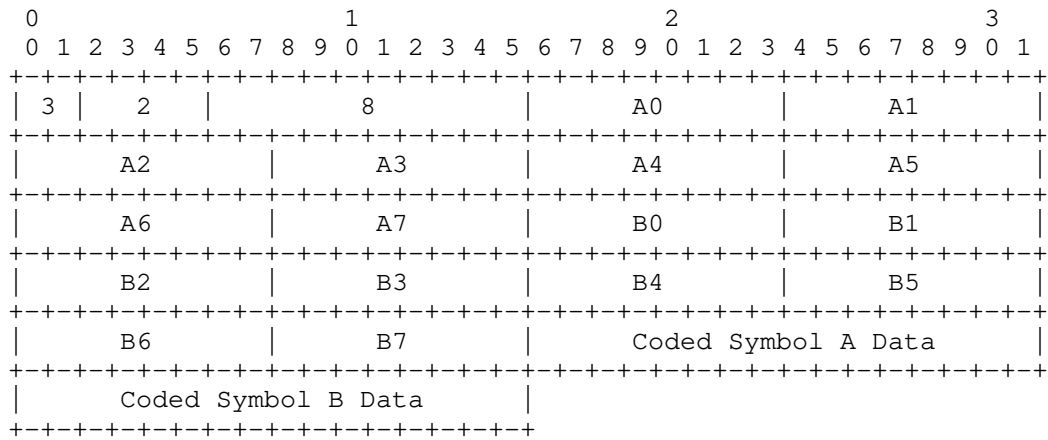 0                   1                   2                   3
 0 1 2 3 4 5 6 7 8 9 0 1 2 3 4 5 6 7 8 9 0 1 2 3 4 5 6 7 8 9 0 1
+-+-+-+-+-+-+-+-+-+-+-+-+-+-+-+-+-+-+-+-+-+-+-+-+-+-+-+-+-+-+-+-+
| 3 |   2   |         8         |      A0       |      A1       |
+-+-+-+-+-+-+-+-+-+-+-+-+-+-+-+-+-+-+-+-+-+-+-+-+-+-+-+-+-+-+-+-+
|      A2       |      A3       |      A4       |      A5       |
+-+-+-+-+-+-+-+-+-+-+-+-+-+-+-+-+-+-+-+-+-+-+-+-+-+-+-+-+-+-+-+-+
|      A6       |      A7       |      B0       |      B1       |
+-+-+-+-+-+-+-+-+-+-+-+-+-+-+-+-+-+-+-+-+-+-+-+-+-+-+-+-+-+-+-+-+
|      B2       |      B3       |      B4       |      B5       |
+-+-+-+-+-+-+-+-+-+-+-+-+-+-+-+-+-+-+-+-+-+-+-+-+-+-+-+-+-+-+-+-+
|      B6       |      B7       |      Coded Symbol A Data      |
+-+-+-+-+-+-+-+-+-+-+-+-+-+-+-+-+-+-+-+-+-+-+-+-+-+-+-+-+-+-+-+-+
|      Coded Symbol B Data      |
+-+-+-+-+-+-+-+-+-+-+-+-+-+-+-+-+